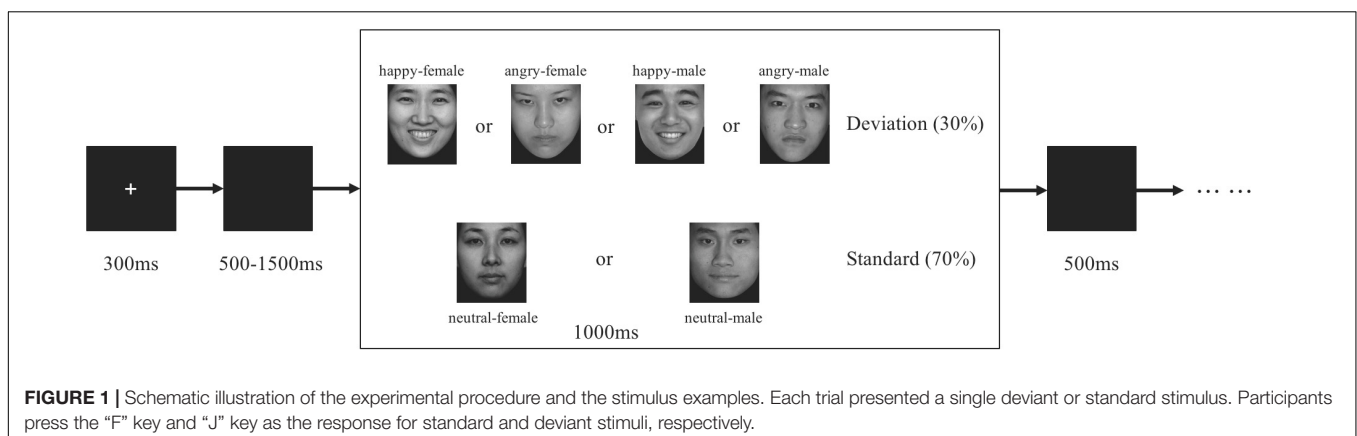 happy-female angry-female happy-male angry-male
or or or Deviation (30%)
+
300ms 500-1500ms or Standard (70%) 500ms
... ...
neutral-female neutral-male
1000ms
FIGURE 1 | Schematic illustration of the experimental procedure and the stimulus examples. Each trial presented a single deviant or standard stimulus. Participants
press the “F” key and “J” key as the response for standard and deviant stimuli, respectively.